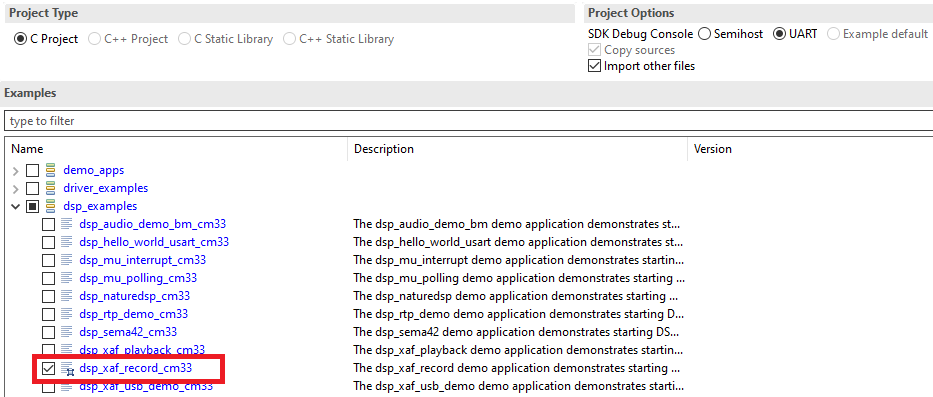 Project Type
Project Options
C Project C++ Project C Static Library C++ Static Library
SDK Debug Console Semihost UART Example default
Copy sources
Import other files
Examples
type to filter
Name Description Version
demo_apps
driver_examples
dsp_examples
dsp_audio_demo_bm_cm33 The dsp_audio_demo_bm demo application demonstrates st...
dsp_hello_world_usart_cm33 The dsp_hello_world_usart demo application demonstrates s...
dsp_mu_interrupt_cm33 The dsp_mu_interrupt demo application demonstrates startin...
dsp_mu_polling_cm33 The dsp_mu_polling demo application demonstrates starting ...
dsp_naturedsp_cm33 The dsp_naturedsp demo application demonstrates starting ...
dsp_rtp_demo_cm33 The dsp_rtp_demo demo application demonstrates starting D...
dsp_sema42_cm33 The dsp_sema42 demo application demonstrates starting DS...
dsp_xaf_playback_cm33 The dsp_xaf_playback demo application demonstrates startin...
dsp_xaf_record_cm33 The dsp_xaf_record demo application demonstrates starting ...
dsp_xaf_usb_demo_cm33 The dsp_xaf_usb_demo demo application demonstrates starti...